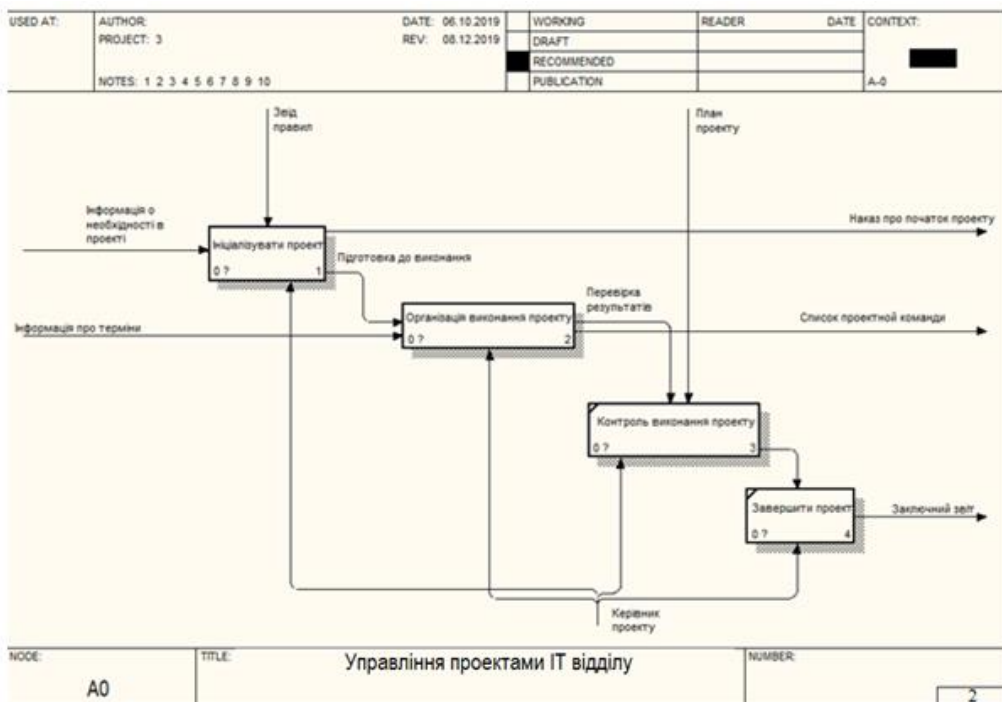 USED AT:
AUTHOR:
DATE: 06.10.2019
PROJECT: 3
REV: 08.12.2019
NOTES: 1 2 3 4 5 6 7 8 9 10
WORKING
DRAFT
RECOMMENDED
PUBLICATION
READER
DATE
CONTEXT:
A-0
Звід
правил
План
проекту
Інформація о
необхідності в
проекті
Наказ про початок проекту
Ініціалізувати проект
0 ?
1
Підготовка до виконання
Перевірка
результатів
Інформація про терміни
Організація виконання проекту
0 ?
2
Список проектной команди
Контроль виконання проекту
0 ?
3
Завершити проект
0 ?
4
Заключний звіт
Керівник
проекту
NODE:
A0
TITLE:
Управління проектами ІТ відділу
NUMBER:
2